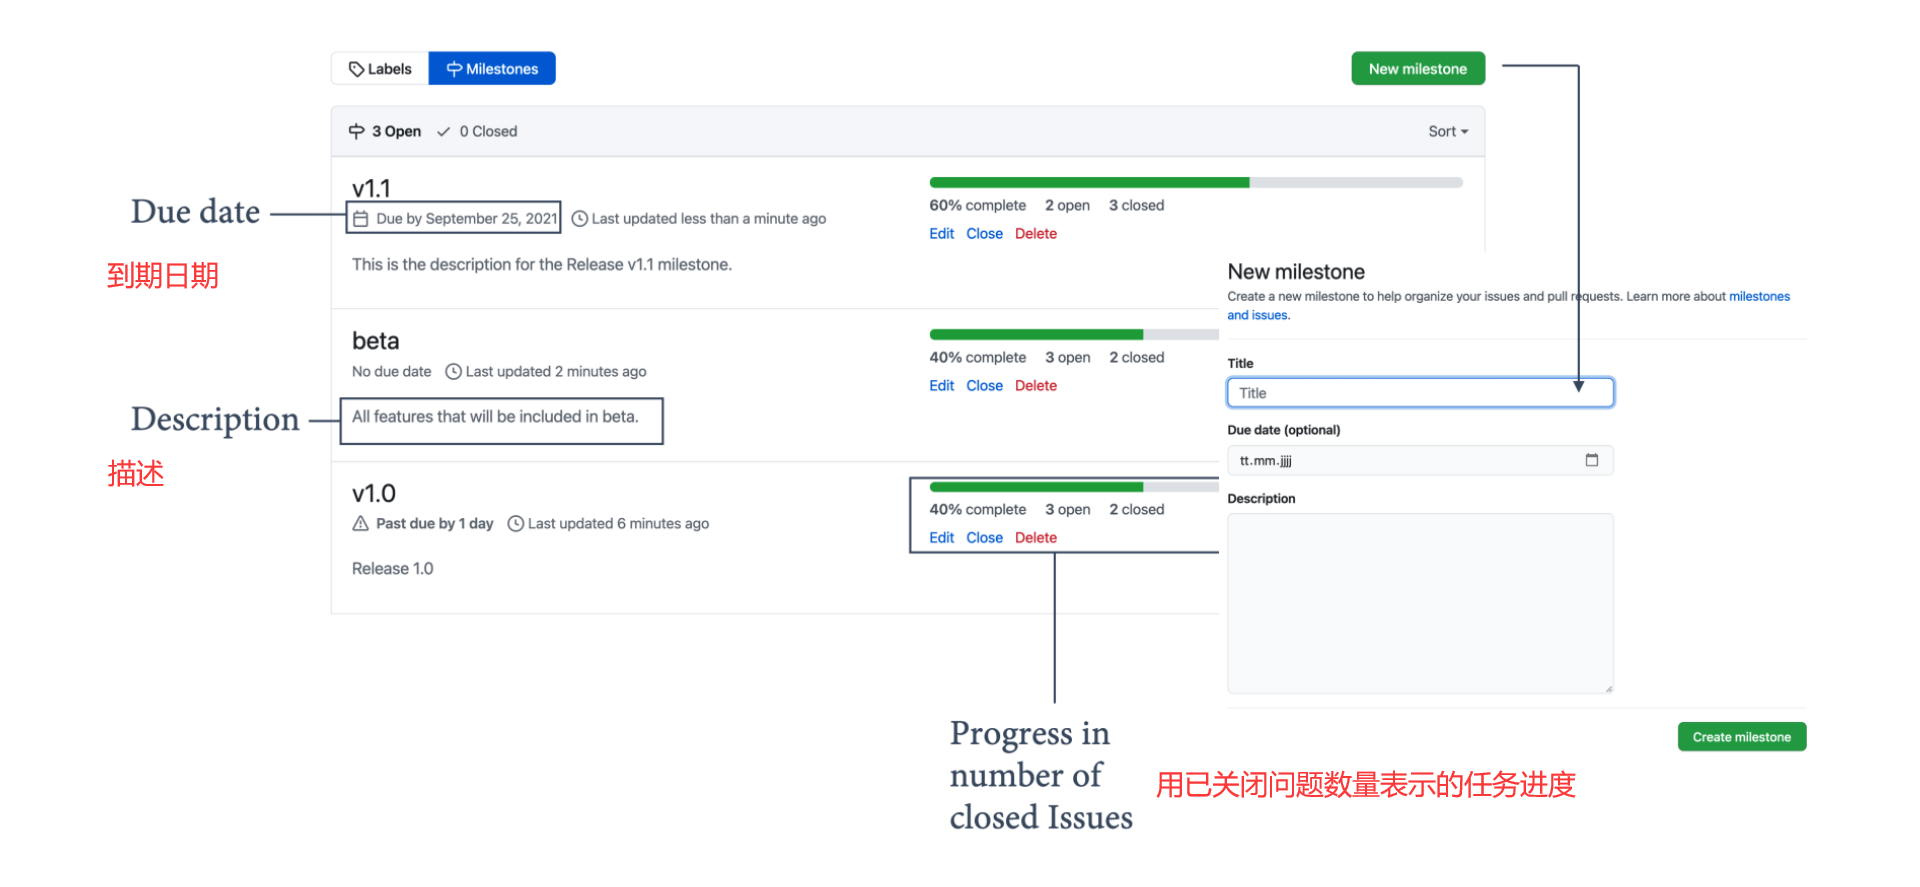 Labels
Milestones
New milestone
3 Open
0 Closed
Sort
v1.1
Due by September 25, 2021
Last updated less than a minute ago
This is the description for the Release v1.1 milestone.
60% complete 2 open 3 closed
Edit Close Delete
Due date
到期日期
beta
No due date
Last updated 2 minutes ago
All features that will be included in beta.
40% complete 3 open 2 closed
Edit Close Delete
Description
描述
v1.0
Past due by 1 day
Last updated 6 minutes ago
Release 1.0
40% complete 3 open 2 closed
Edit Close Delete
Progress in
number of
closed Issues
用已关闭问题数量表示的任务进度
New milestone
Create a new milestone to help organize your issues and pull requests. Learn more about milestones
and issues.
Title
Title
Due date (optional)
tt.mm.jjjj
Description
Create milestone